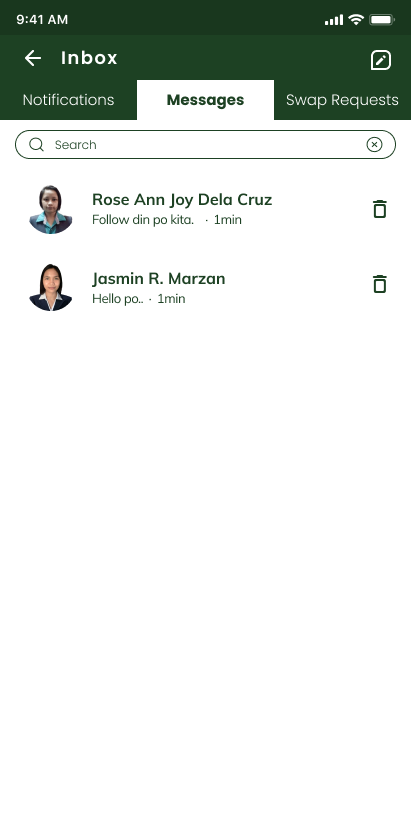 9:41 AM
Inbox
Notifications Messages Swap Requests
Search
Rose Ann Joy Dela Cruz
Follow din po kita. · 1min
Jasmin R. Marzan
Hello po.. · 1min